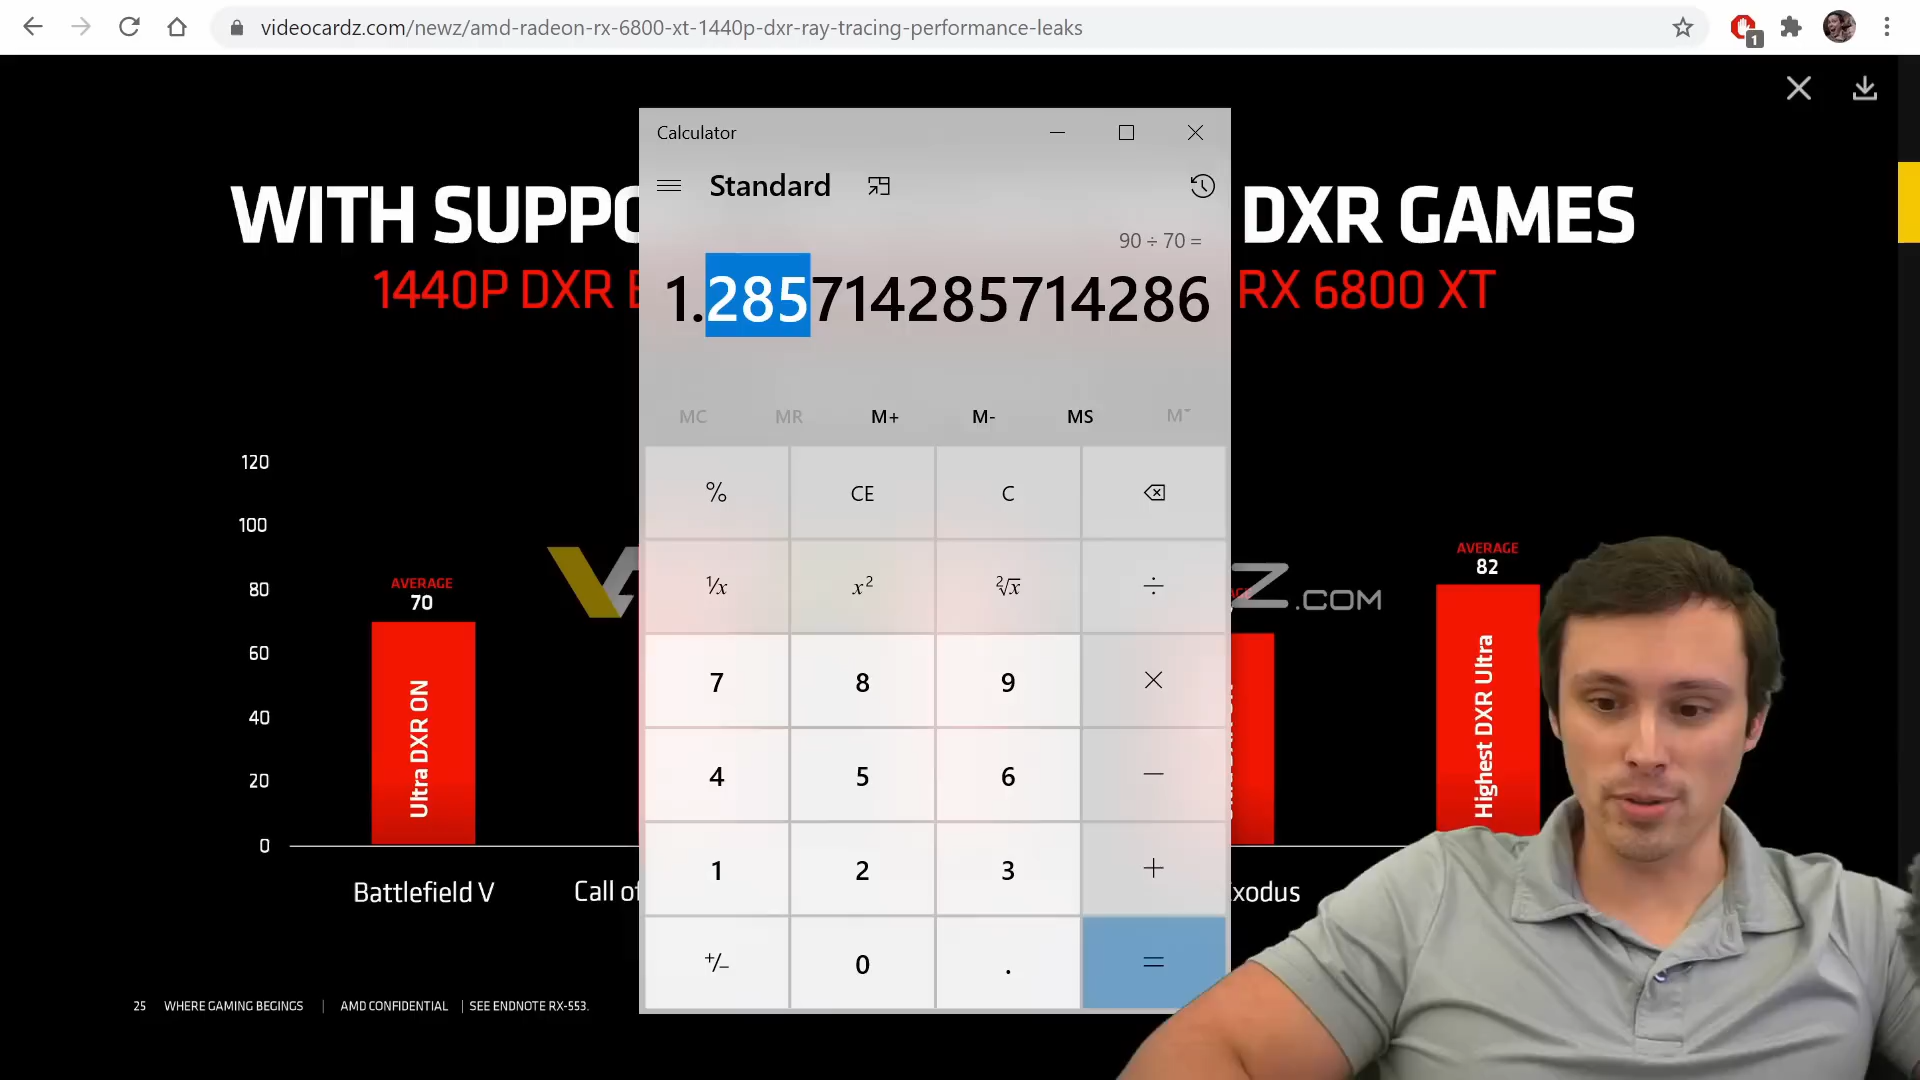 videocardz.com/newz/amd-radeon-rx-6800-xt-1440p-dxr-ray-tracing-performance-leaks
1
Calculator
Standard
WITH SUPPO
DXR GAMES
90 ÷ 70 =
1.2857142857142​86
1440P DXR
RX 6800 XT
MC MR M+ M- MS M˅
% CE C
¹/x x² ²√x ÷
7 8 9 ×
4 5 6 −
1 2 3 +
+/− 0 . =
120
100
80
60
40
20
0
AVERAGE
70
Ultra DXR ON
Z.COM
AVERAGE
82
Highest DXR Ultra
Battlefield V
Call of
xodus
25 WHERE GAMING BEGINGS | AMD CONFIDENTIAL | SEE ENDNOTE RX-553.